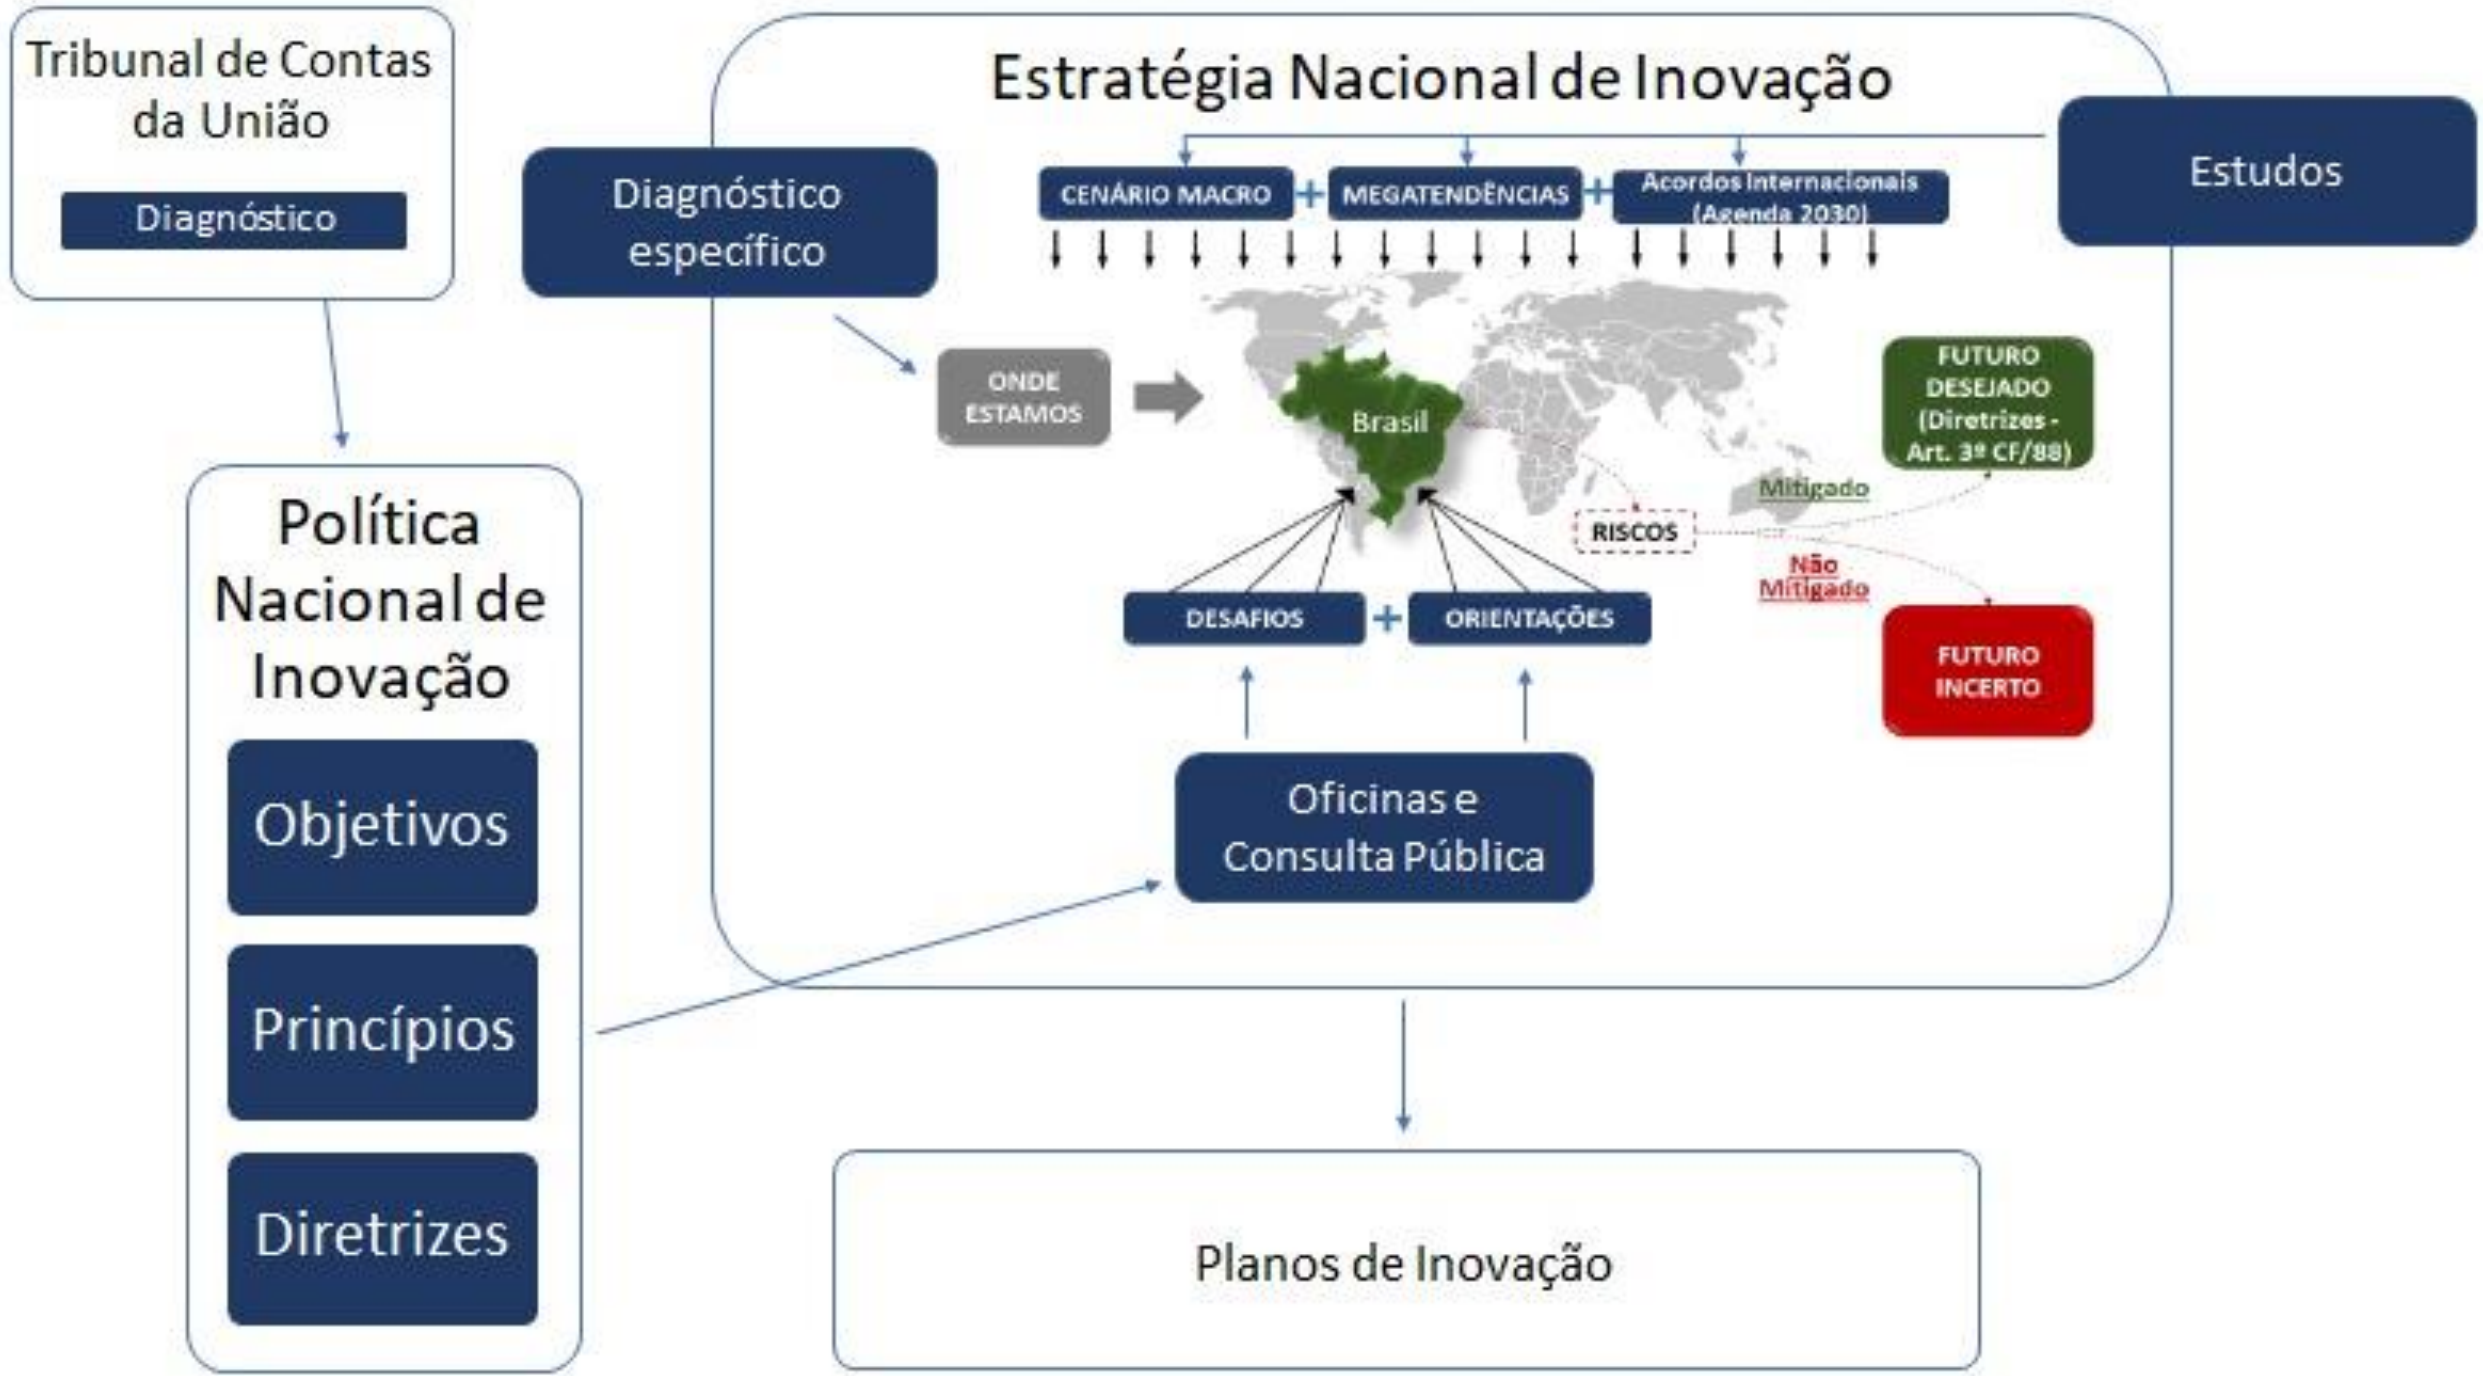 Tribunal de Contas
da União
Diagnóstico
Política
Nacional de
Inovação
Objetivos
Princípios
Diretrizes
Estratégia Nacional de Inovação
Diagnóstico
específico
Estudos
CENÁRIO MACRO + MEGATENDÊNCIAS + Acordos Internacionais
(Agenda 2030)
ONDE
ESTAMOS
Brasil
FUTURO
DESEJADO
(Diretrizes -
Art. 3º CF/88)
Mitigado
RISCOS
Não
Mitigado
FUTURO
INCERTO
DESAFIOS + ORIENTAÇÕES
Oficinas e
Consulta Pública
Planos de Inovação